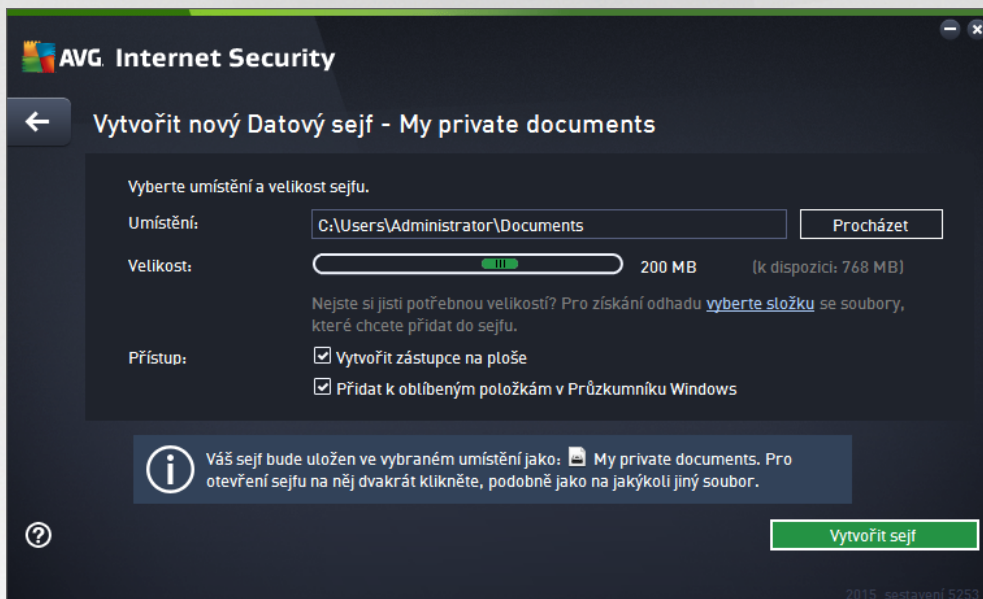 AVG. Internet Security
Vytvořit nový Datový sejf - My private documents
Vyberte umístění a velikost sejfu.
Umístění: C:\Users\Administrator\Documents Procházet
Velikost: 200 MB (k dispozici: 768 MB)
Nejste si jisti potřebnou velikostí? Pro získání odhadu vyberte složku se soubory,
které chcete přidat do sejfu.
Přístup: Vytvořit zástupce na ploše
Přidat k oblíbeným položkám v Průzkumníku Windows
Váš sejf bude uložen ve vybraném umístění jako: My private documents. Pro
otevření sejfu na něj dvakrát klikněte, podobně jako na jakýkoli jiný soubor.
Vytvořit sejf
2015 sestavení 5253